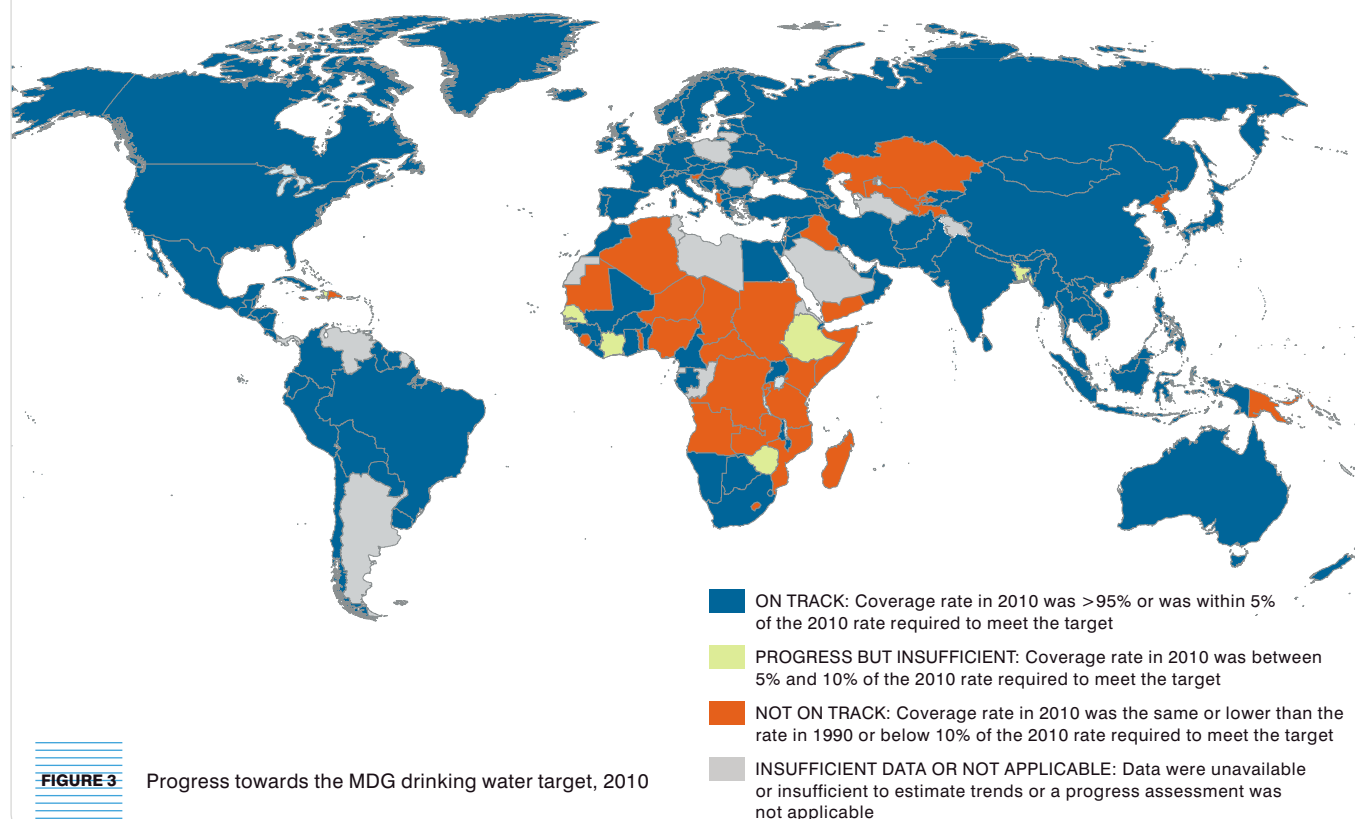 ON TRACK: Coverage rate in 2010 was >95% or was within 5%
of the 2010 rate required to meet the target
PROGRESS BUT INSUFFICIENT: Coverage rate in 2010 was between
5% and 10% of the 2010 rate required to meet the target
NOT ON TRACK: Coverage rate in 2010 was the same or lower than the
rate in 1990 or below 10% of the 2010 rate required to meet the target
INSUFFICIENT DATA OR NOT APPLICABLE: Data were unavailable
or insufficient to estimate trends or a progress assessment was
not applicable
FIGURE 3 Progress towards the MDG drinking water target, 2010